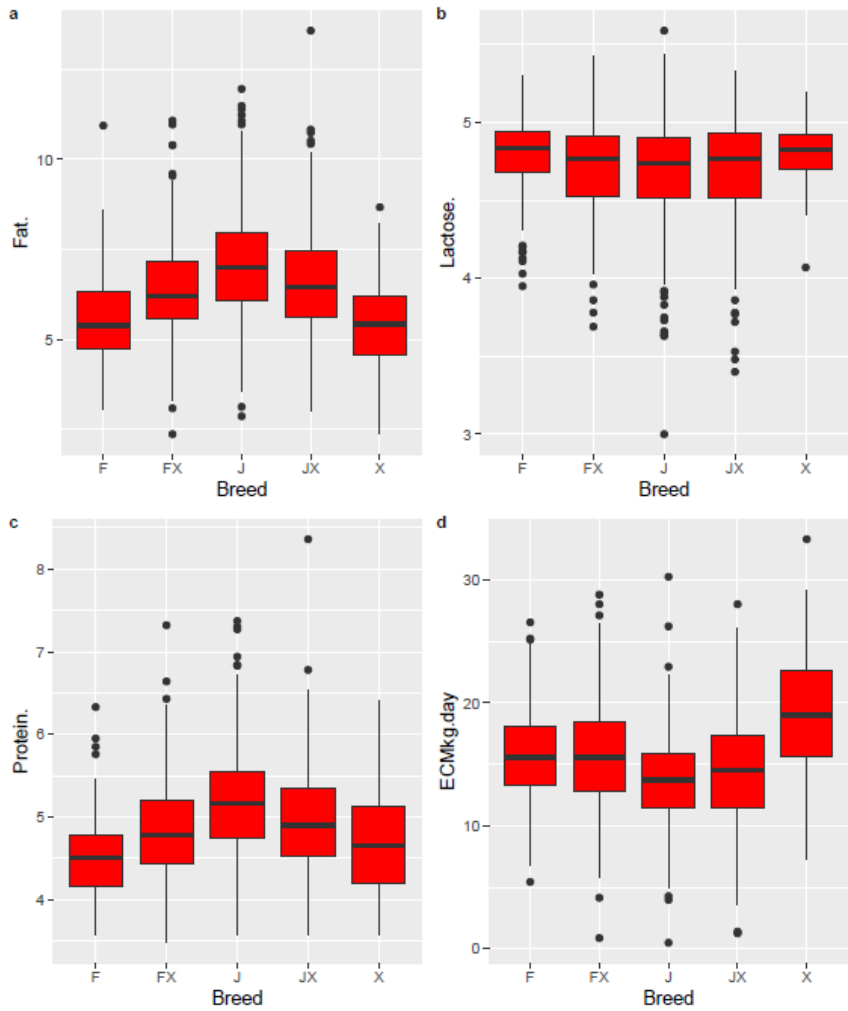 a
Fat.
10
5
F FX J JX X
Breed
b
Lactose.
5
4
3
F FX J JX X
Breed
c
Protein.
8
7
6
5
4
F FX J JX X
Breed
d
ECMkg.day
30
20
10
0
F FX J JX X
Breed